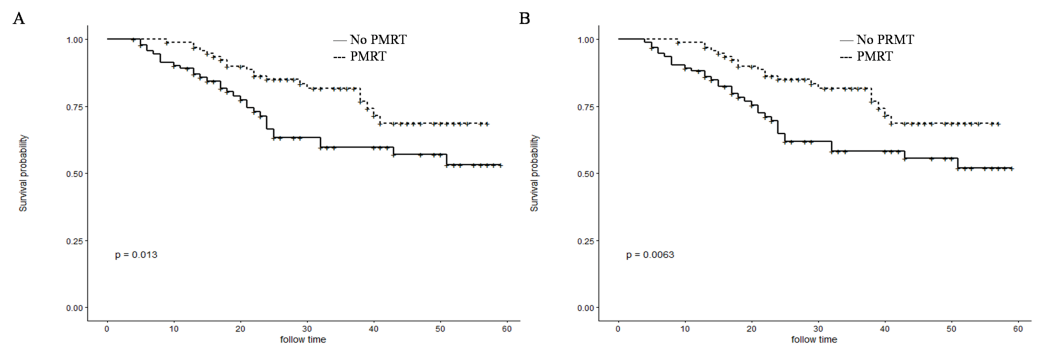 A
No PMRT
PMRT
1.00
0.75
0.50
0.25
0.00
Survival probability
p = 0.013
0 10 20 30 40 50 60
follow time
B
No PRMT
PMRT
1.00
0.75
0.50
0.25
0.00
Survival probability
p = 0.0063
0 10 20 30 40 50 60
follow time